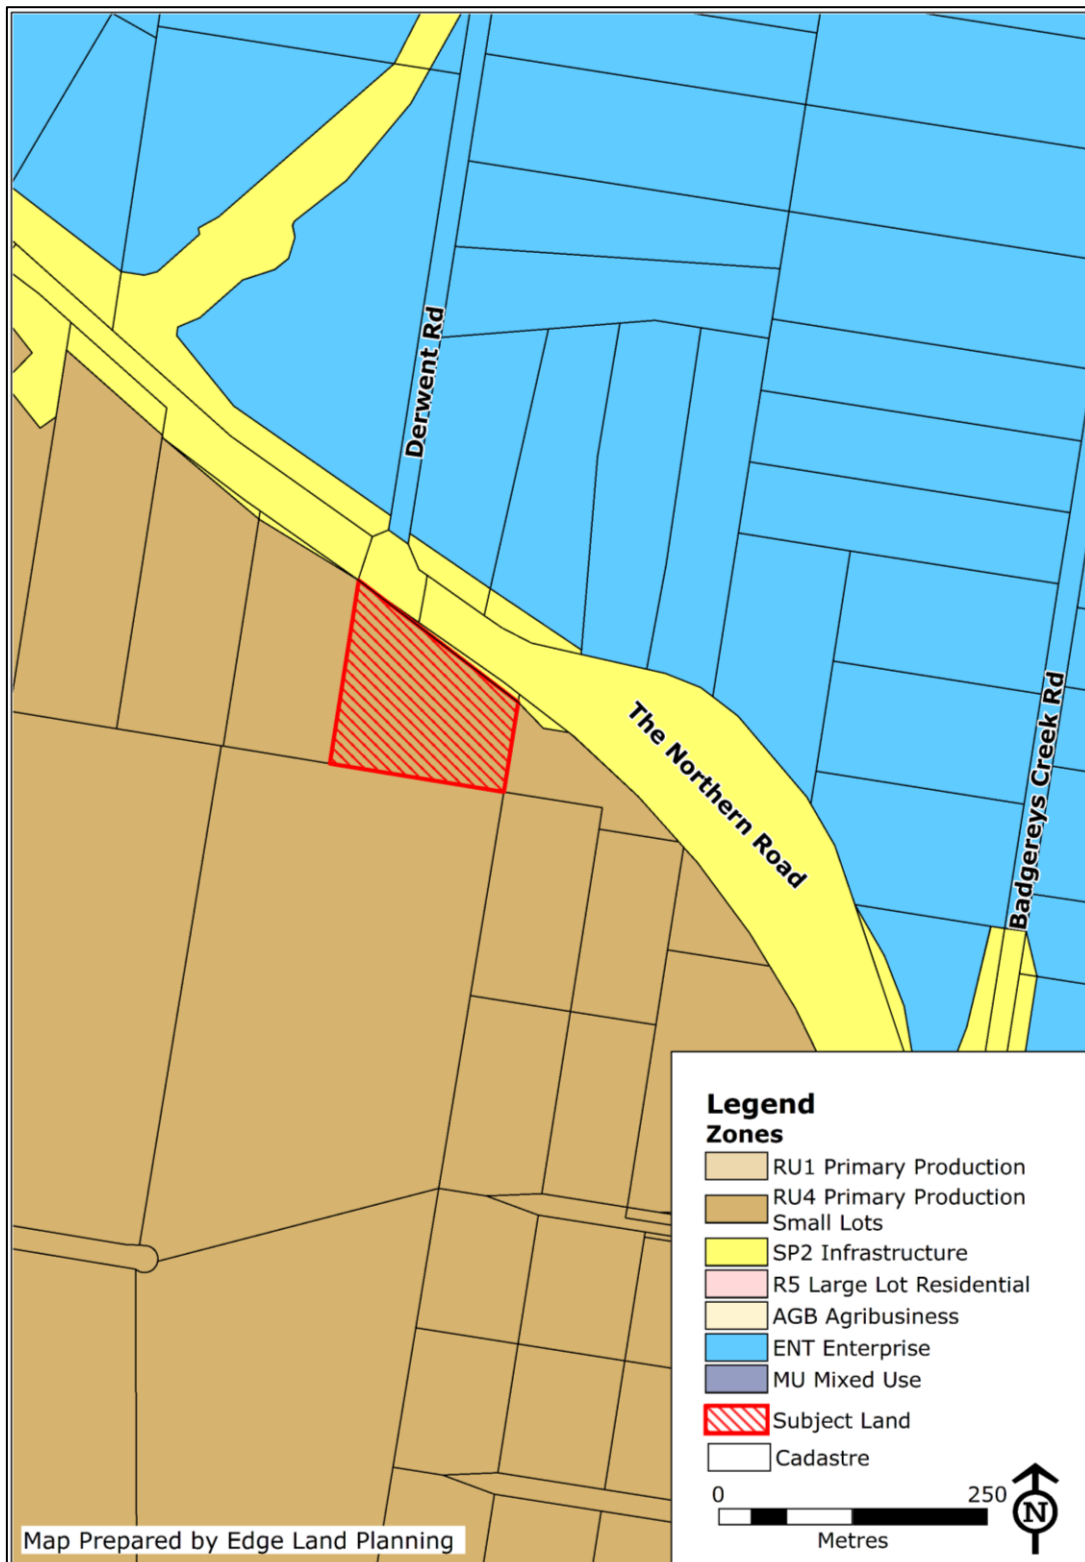 Derwent Rd
The Northern Road
Badgereys Creek Rd
Legend
Zones
RU1 Primary Production
RU4 Primary Production
Small Lots
SP2 Infrastructure
R5 Large Lot Residential
AGB Agribusiness
ENT Enterprise
MU Mixed Use
Subject Land
Cadastre
0 250
Metres
N
Map Prepared by Edge Land Planning